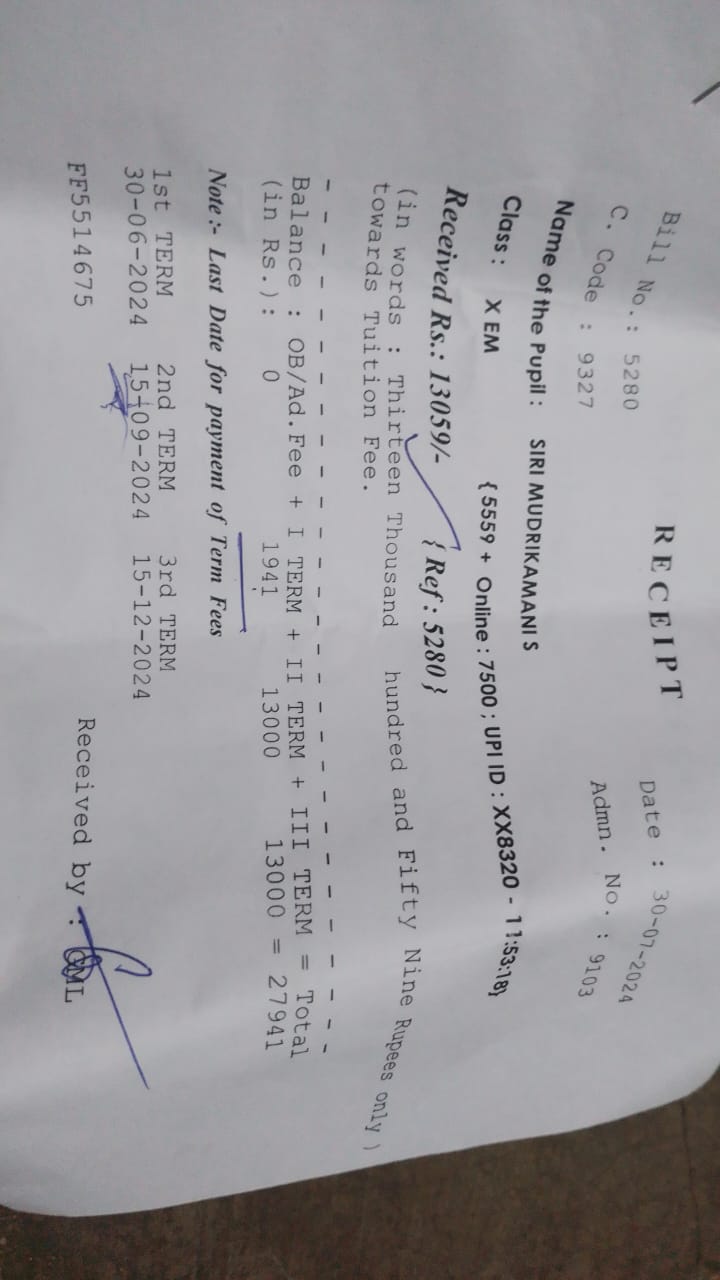 RECEIPT
Bill No.: 5280 Date : 30-07-2024
C. Code : 9327 Admn. No. : 9103
Name of the Pupil : SIRI MUDRIKAMANI S
Class : X EM { 5559 + Online : 7500 ; UPI ID : XX8320 - 11:53:18}
Received Rs.: 13059/- { Ref : 5280 }
(in words : Thirteen Thousand hundred and Fifty Nine Rupees only )
towards Tuition Fee.
- - - - - - - - - - - - - - - - - - - - - - - - - -
Balance : OB/Ad.Fee + I TERM + II TERM + III TERM = Total
(in Rs.): 0 1941 13000 13000 = 27941
Note:- Last Date for payment of Term Fees
1st TERM 2nd TERM 3rd TERM
30-06-2024 15-09-2024 15-12-2024
FF5514675 Received by : GML